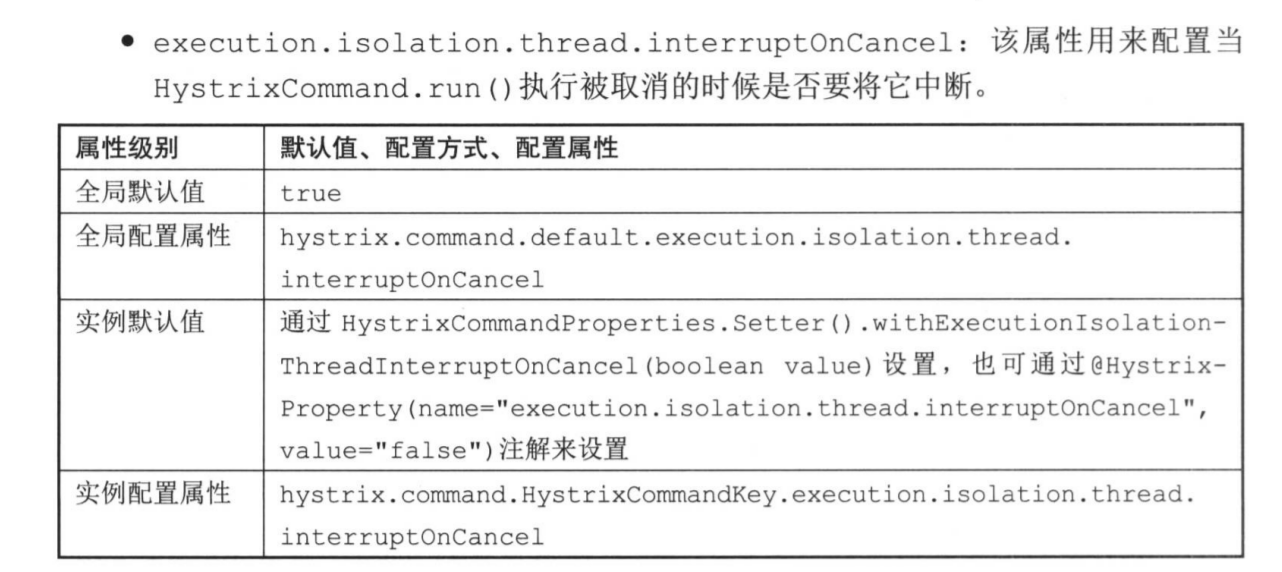 • execution.isolation.thread.interruptOnCancel：该属性用来配置当
HystrixCommand.run()执行被取消的时候是否要将它中断。
属性级别 默认值、配置方式、配置属性
全局默认值 true
全局配置属性 hystrix.command.default.execution.isolation.thread.
interruptOnCancel
实例默认值 通过 HystrixCommandProperties.Setter().withExecutionIsolation-
ThreadInterruptOnCancel(boolean value)设置，也可通过@Hystrix-
Property(name="execution.isolation.thread.interruptOnCancel",
value="false")注解来设置
实例配置属性 hystrix.command.HystrixCommandKey.execution.isolation.thread.
interruptOnCancel